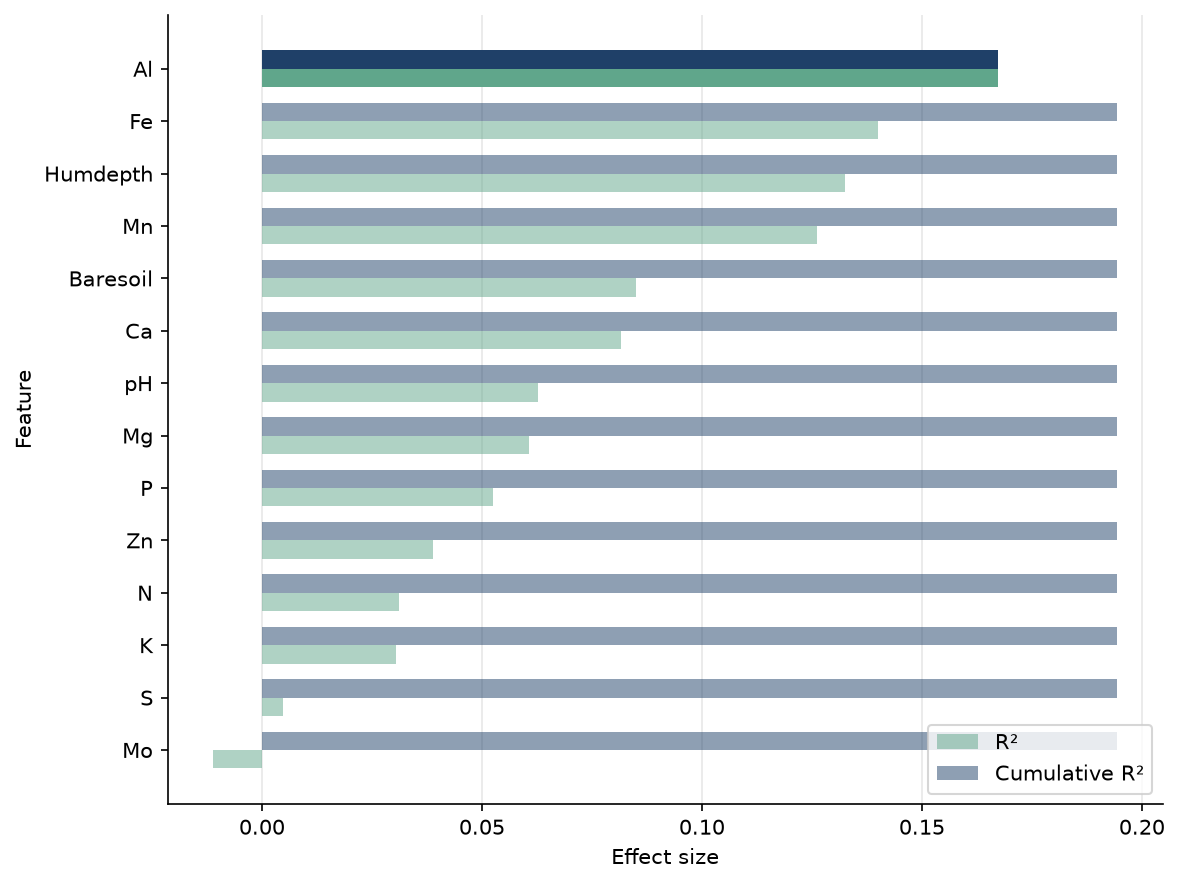 Al
Fe
Humdepth
Mn
Baresoil
Ca
pH
Mg
P
Zn
N
K
S
Mo
Feature
0.00 0.05 0.10 0.15 0.20
Effect size
R²
Cumulative R²